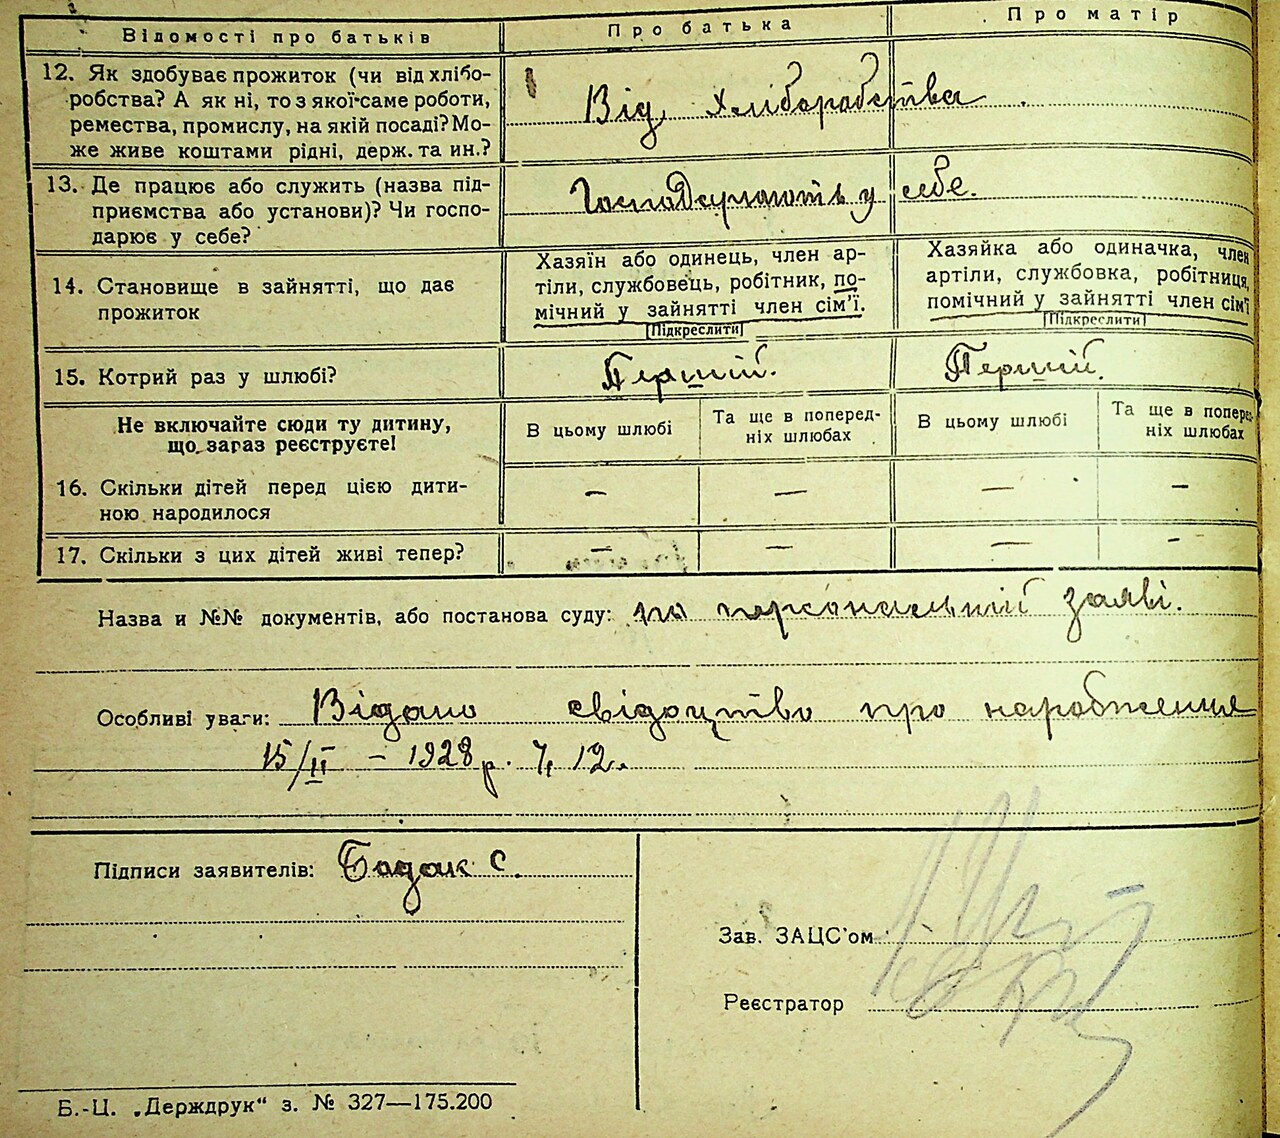 Відомості про батьків
Про батька
Про матір
12. Як здобуває прожиток (чи від хлібо-
робства? А як ні, то з якої саме роботи,
ремества, промислу, на якій посаді? Мо-
же живе коштами рідні, держ. та ин.?
Від хліборобства.
13. Де працює або служить (назва під-
приємства або установи)? Чи госпо-
дарює у себе?
Господарюють у себе.
14. Становище в зайнятті, що дає
прожиток
Хазяїн або одинець, член ар-
тіли, службовець, робітник, по-
мічний у зайнятті член сім'ї.
Підкреслити
Хазяйка або одиначка, член
артіли, службовка, робітниця,
помічний у зайнятті член сім'ї
Підкреслити
15. Котрий раз у шлюбі?
Перший.
Перший.
Не включайте сюди ту дитину,
що загаз реєструєте!
В цьому шлюбі
Та ще в поперед-
ніх шлюбах
В цьому шлюбі
Та ще в поперед-
ніх шлюбах
16. Скільки дітей перед цією дити-
ною народилося
— — — —
17. Скільки з цих дітей живі тепер?
— — — —
Назва и №№ документів, або постанова суду: по персональній заяві.
Особливі уваги: Відано свідоцтво про народження
15/II – 1928 р. Ч. 12.
Підписи заявителів: Бадак С.
Зав. ЗАЦС'ом
Реєстратор
Б.-Ц. „Держдрук“ з. № 327—175.200